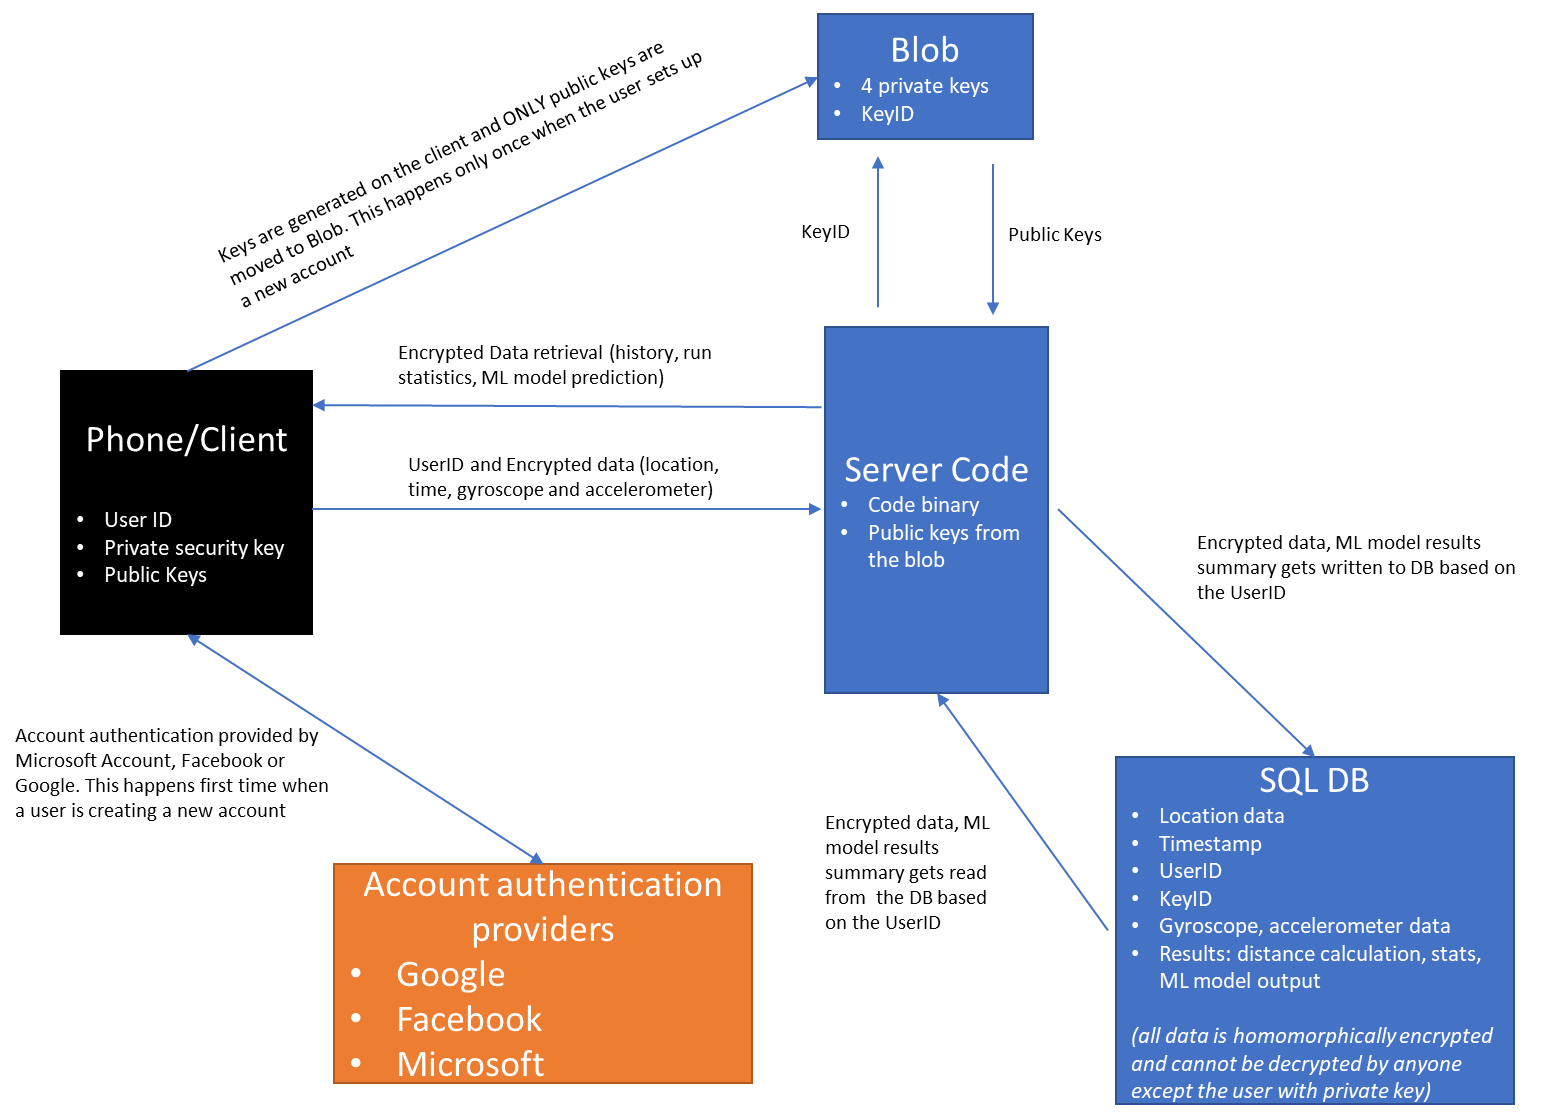 Blob
• 4 private keys
• KeyID
Keys are generated on the client and ONLY public keys are
moved to Blob. This happens only once when the user sets up
a new account
KeyID
Public Keys
Encrypted Data retrieval (history, run
statistics, ML model prediction)
Phone/Client
• User ID
• Private security key
• Public Keys
UserID and Encrypted data (location,
time, gyroscope and accelerometer)
Server Code
• Code binary
• Public keys from
the blob
Encrypted data, ML model results
summary gets written to DB based on
the UserID
Account authentication provided by
Microsoft Account, Facebook or
Google. This happens first time when
a user is creating a new account
Encrypted data, ML
model results
summary gets read
from the DB based
on the UserID
Account authentication
providers
• Google
• Facebook
• Microsoft
SQL DB
• Location data
• Timestamp
• UserID
• KeyID
• Gyroscope, accelerometer data
• Results: distance calculation, stats,
ML model output
(all data is homomorphically encrypted
and cannot be decrypted by anyone
except the user with private key)